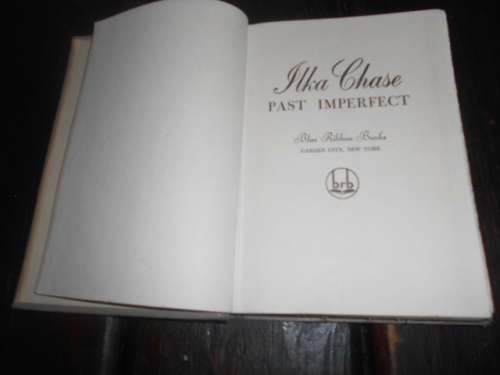 Ilka Chase
PAST IMPERFECT
Blue Ribbon Books
GARDEN CITY, NEW YORK
brb